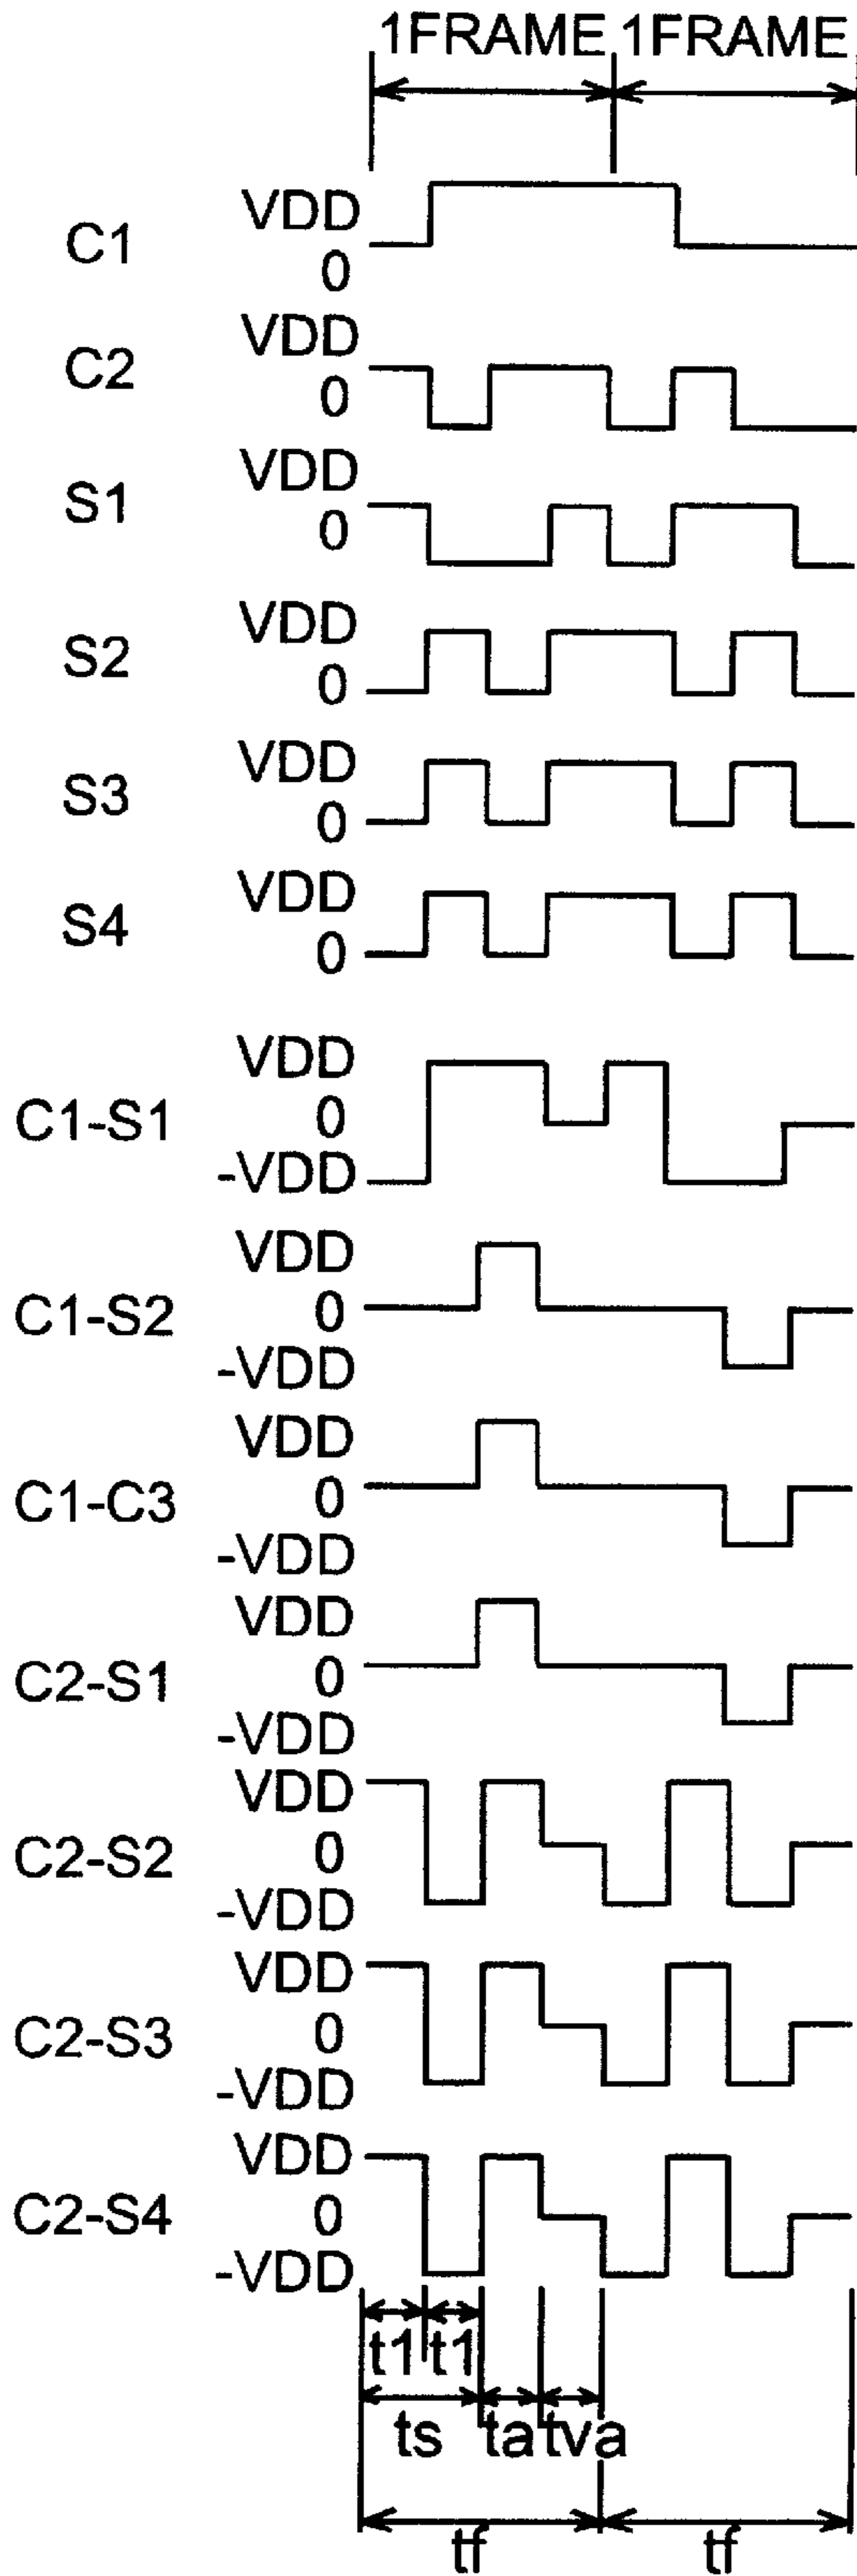 1FRAME 1FRAME
C1 VDD 0
C2 VDD 0
S1 VDD 0
S2 VDD 0
S3 VDD 0
S4 VDD 0
C1-S1 VDD 0 -VDD
C1-S2 VDD 0 -VDD
C1-C3 VDD 0 -VDD
C2-S1 VDD 0 -VDD
C2-S2 VDD 0 -VDD
C2-S3 VDD 0 -VDD
C2-S4 VDD 0 -VDD
t1 t1
ts ta tva
tf tf